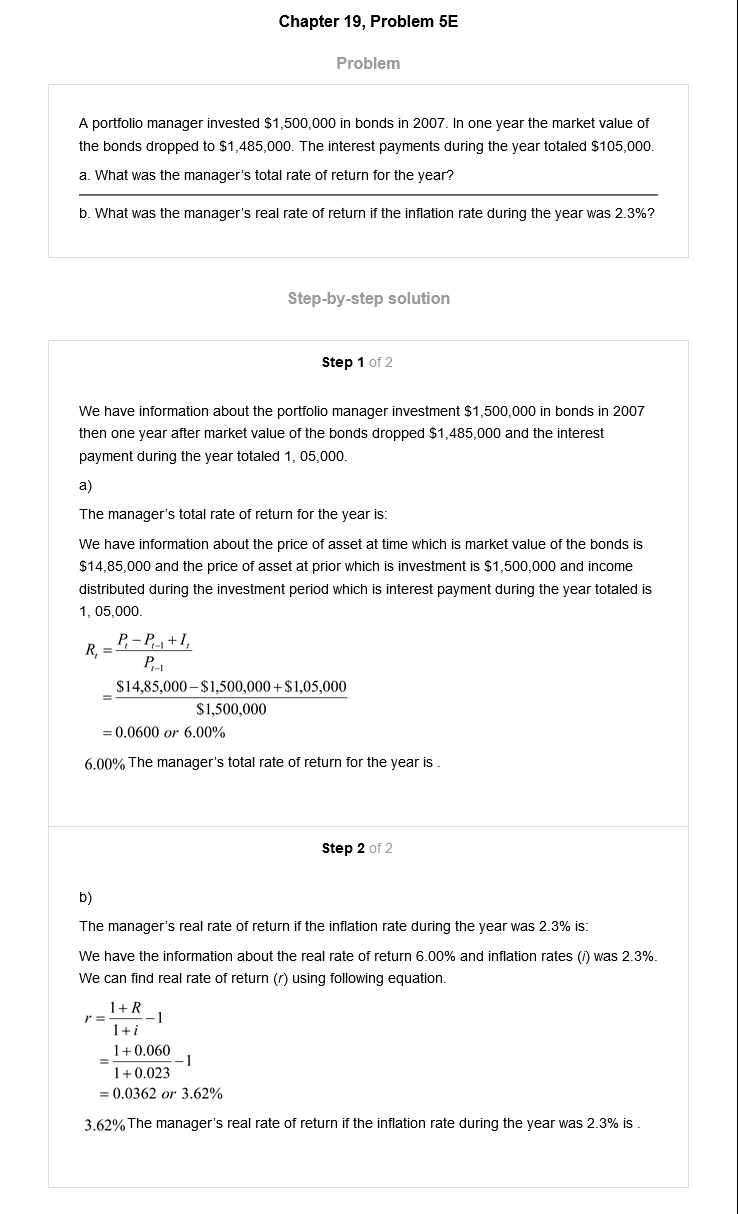 Chapter 19, Problem 5E
Problem
A portfolio manager invested $1,500,000 in bonds in 2007. In one year the market value of
the bonds dropped to $1,485,000. The interest payments during the year totaled $105,000.
a. What was the manager's total rate of return for the year?
b. What was the manager's real rate of return if the inflation rate during the year was 2.3%?
Step-by-step solution
Step 1 of 2
We have information about the portfolio manager investment $1,500,000 in bonds in 2007
then one year after market value of the bonds dropped $1,485,000 and the interest
payment during the year totaled 1, 05,000.
a)
The manager's total rate of return for the year is:
We have information about the price of asset at time which is market value of the bonds is
$14,85,000 and the price of asset at prior which is investment is $1,500,000 and income
distributed during the investment period which is interest payment during the year totaled is
1, 05,000.
R_t = (P_t − P_{t−1} + I_t) / P_{t−1}
= ($14,85,000 − $1,500,000 + $1,05,000) / $1,500,000
= 0.0600 or 6.00%
6.00% The manager's total rate of return for the year is .
Step 2 of 2
b)
The manager's real rate of return if the inflation rate during the year was 2.3% is:
We have the information about the real rate of return 6.00% and inflation rates (i) was 2.3%.
We can find real rate of return (r) using following equation.
r = (1 + R) / (1 + i) − 1
= (1 + 0.060) / (1 + 0.023) − 1
= 0.0362 or 3.62%
3.62% The manager's real rate of return if the inflation rate during the year was 2.3% is .